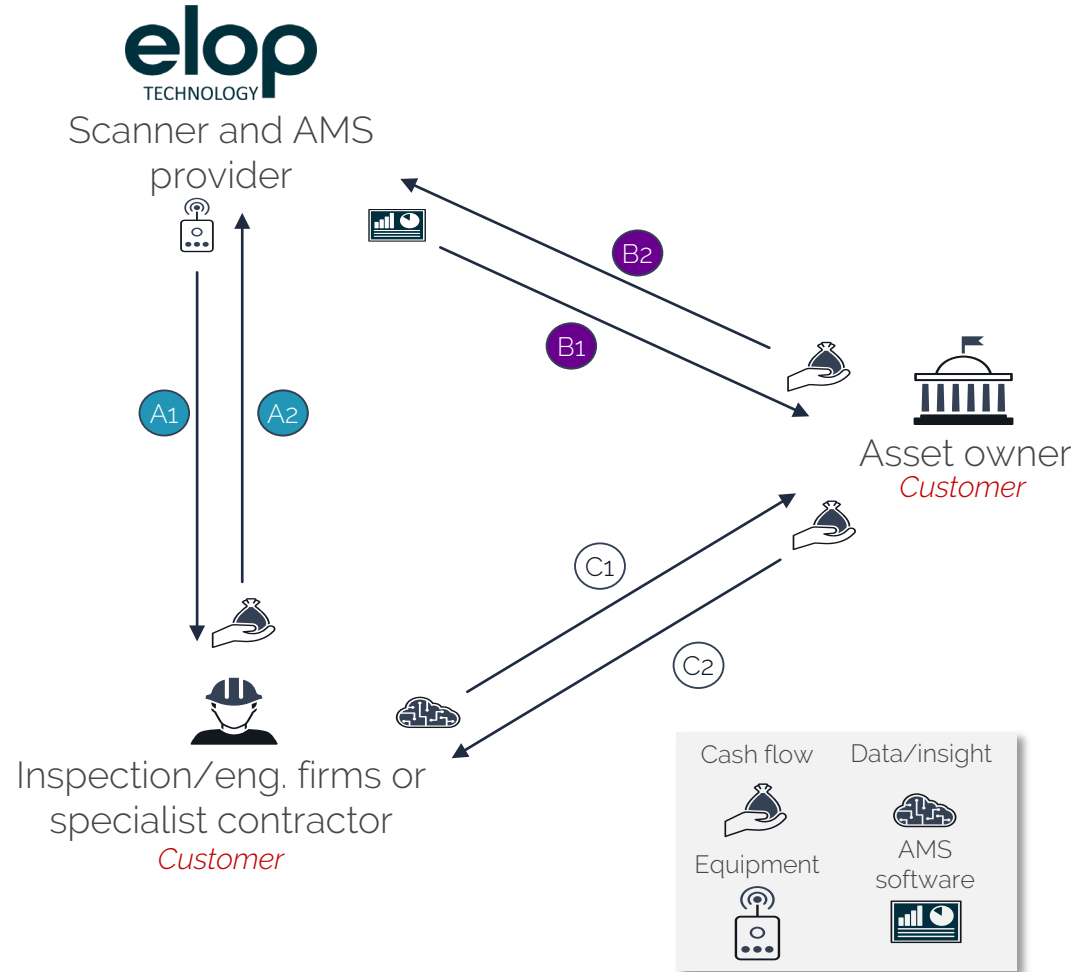 elop
TECHNOLOGY
Scanner and AMS
provider
B2
B1
A1
A2
Asset owner
Customer
C1
C2
Inspection/eng. firms or
specialist contractor
Customer
Cash flow
Data/insight
Equipment
AMS
software